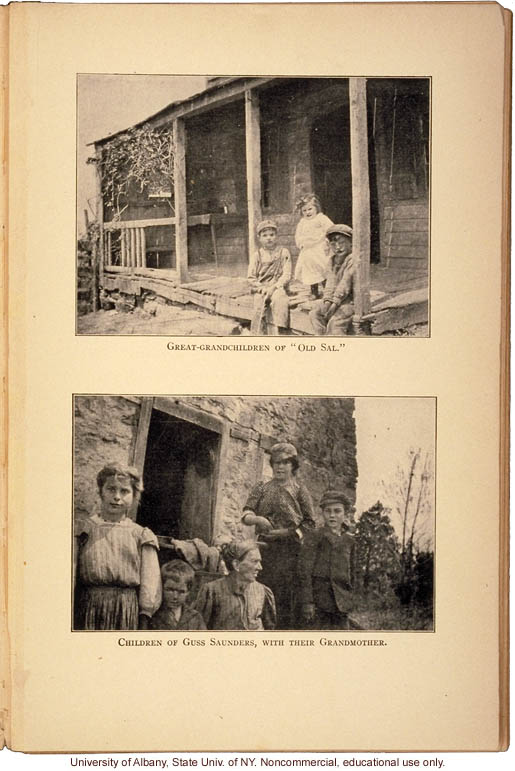 Great-grandchildren of "Old Sal."
Children of Guss Saunders, with their Grandmother.
University of Albany, State Univ. of NY. Noncommercial, educational use only.